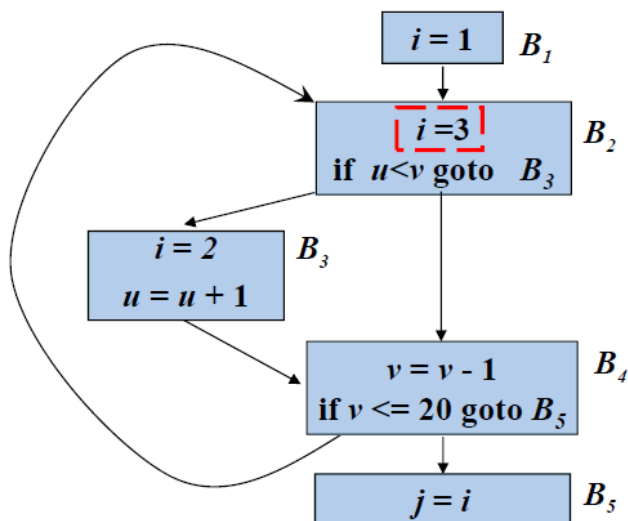 i = 1
B₁
i =3
B₂
if u<v goto B₃
i = 2
B₃
u = u + 1
v = v - 1
B₄
if v <= 20 goto B₅
B₅
j = i